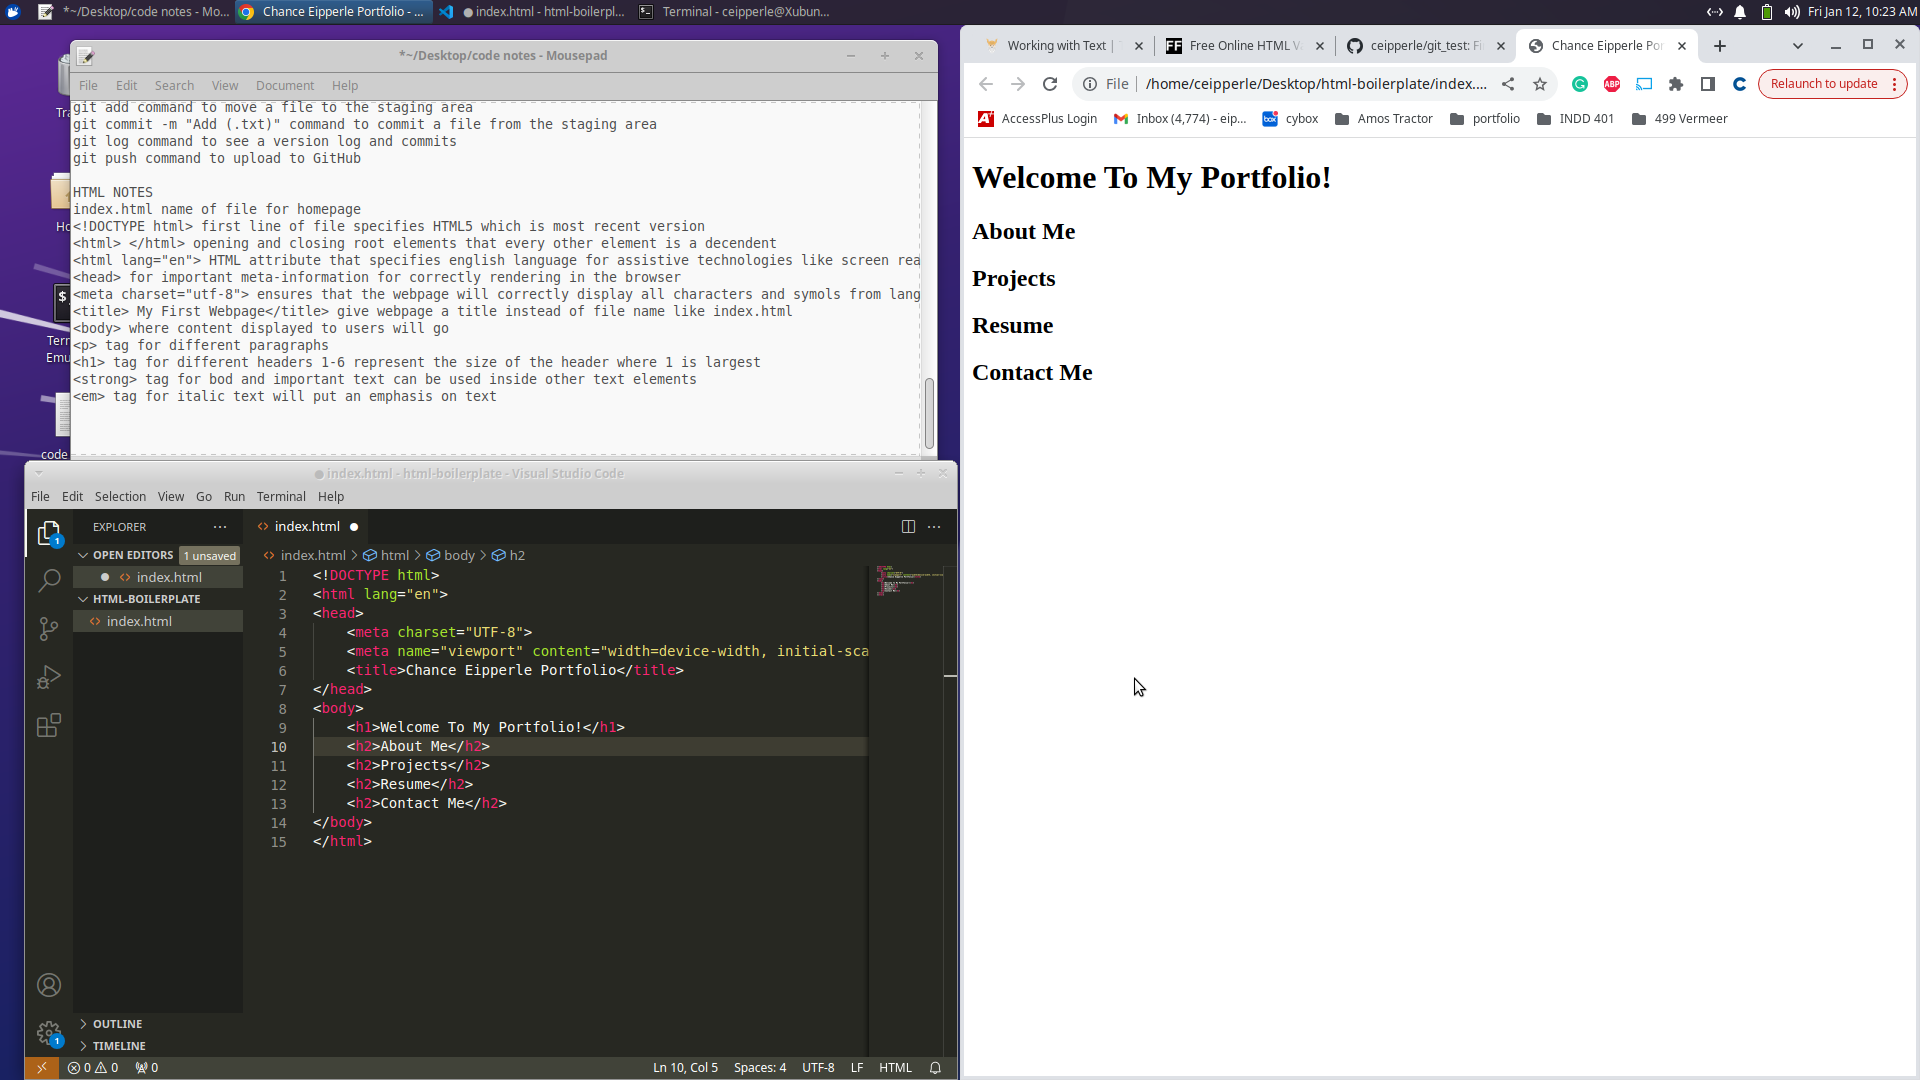 *~/Desktop/code notes - Mo...
Chance Eipperle Portfolio - ...
index.html - html-boilerpl...
Terminal - ceipperle@Xubun...
Fri Jan 12, 10:23 AM
*~/Desktop/code notes - Mousepad
File Edit Search View Document Help
git add command to move a file to the staging area
git commit -m "Add (.txt)" command to commit a file from the staging area
git log command to see a version log and commits
git push command to upload to GitHub
HTML NOTES
index.html name of file for homepage
<!DOCTYPE html> first line of file specifies HTML5 which is most recent version
<html> </html> opening and closing root elements that every other element is a decendent
<html lang="en"> HTML attribute that specifies english language for assistive technologies like screen rea
<head> for important meta-information for correctly rendering in the browser
<meta charset="utf-8"> ensures that the webpage will correctly display all characters and symols from lang
<title> My First Webpage</title> give webpage a title instead of file name like index.html
<body> where content displayed to users will go
<p> tag for different paragraphs
<h1> tag for different headers 1-6 represent the size of the header where 1 is largest
<strong> tag for bod and important text can be used inside other text elements
<em> tag for italic text will put an emphasis on text
Tra
Ho
$
Tern
Emu
code
index.html - html-boilerplate - Visual Studio Code
File Edit Selection View Go Run Terminal Help
EXPLORER
OPEN EDITORS 1 unsaved
index.html
HTML-BOILERPLATE
index.html
OUTLINE
TIMELINE
1
1
index.html
index.html > html > body > h2
1 <!DOCTYPE html>
2 <html lang="en">
3 <head>
4 <meta charset="UTF-8">
5 <meta name="viewport" content="width=device-width, initial-sca
6 <title>Chance Eipperle Portfolio</title>
7 </head>
8 <body>
9 <h1>Welcome To My Portfolio!</h1>
10 <h2>About Me</h2>
11 <h2>Projects</h2>
12 <h2>Resume</h2>
13 <h2>Contact Me</h2>
14 </body>
15 </html>
0 0 0
Ln 10, Col 5 Spaces: 4 UTF-8 LF HTML
Working with Text |
FF Free Online HTML V
ceipperle/git_test: Fi
Chance Eipperle Por
File | /home/ceipperle/Desktop/html-boilerplate/index....
ABP
Relaunch to update
AccessPlus Login
Inbox (4,774) - eip...
box cybox
Amos Tractor
portfolio
INDD 401
499 Vermeer
Welcome To My Portfolio!
About Me
Projects
Resume
Contact Me